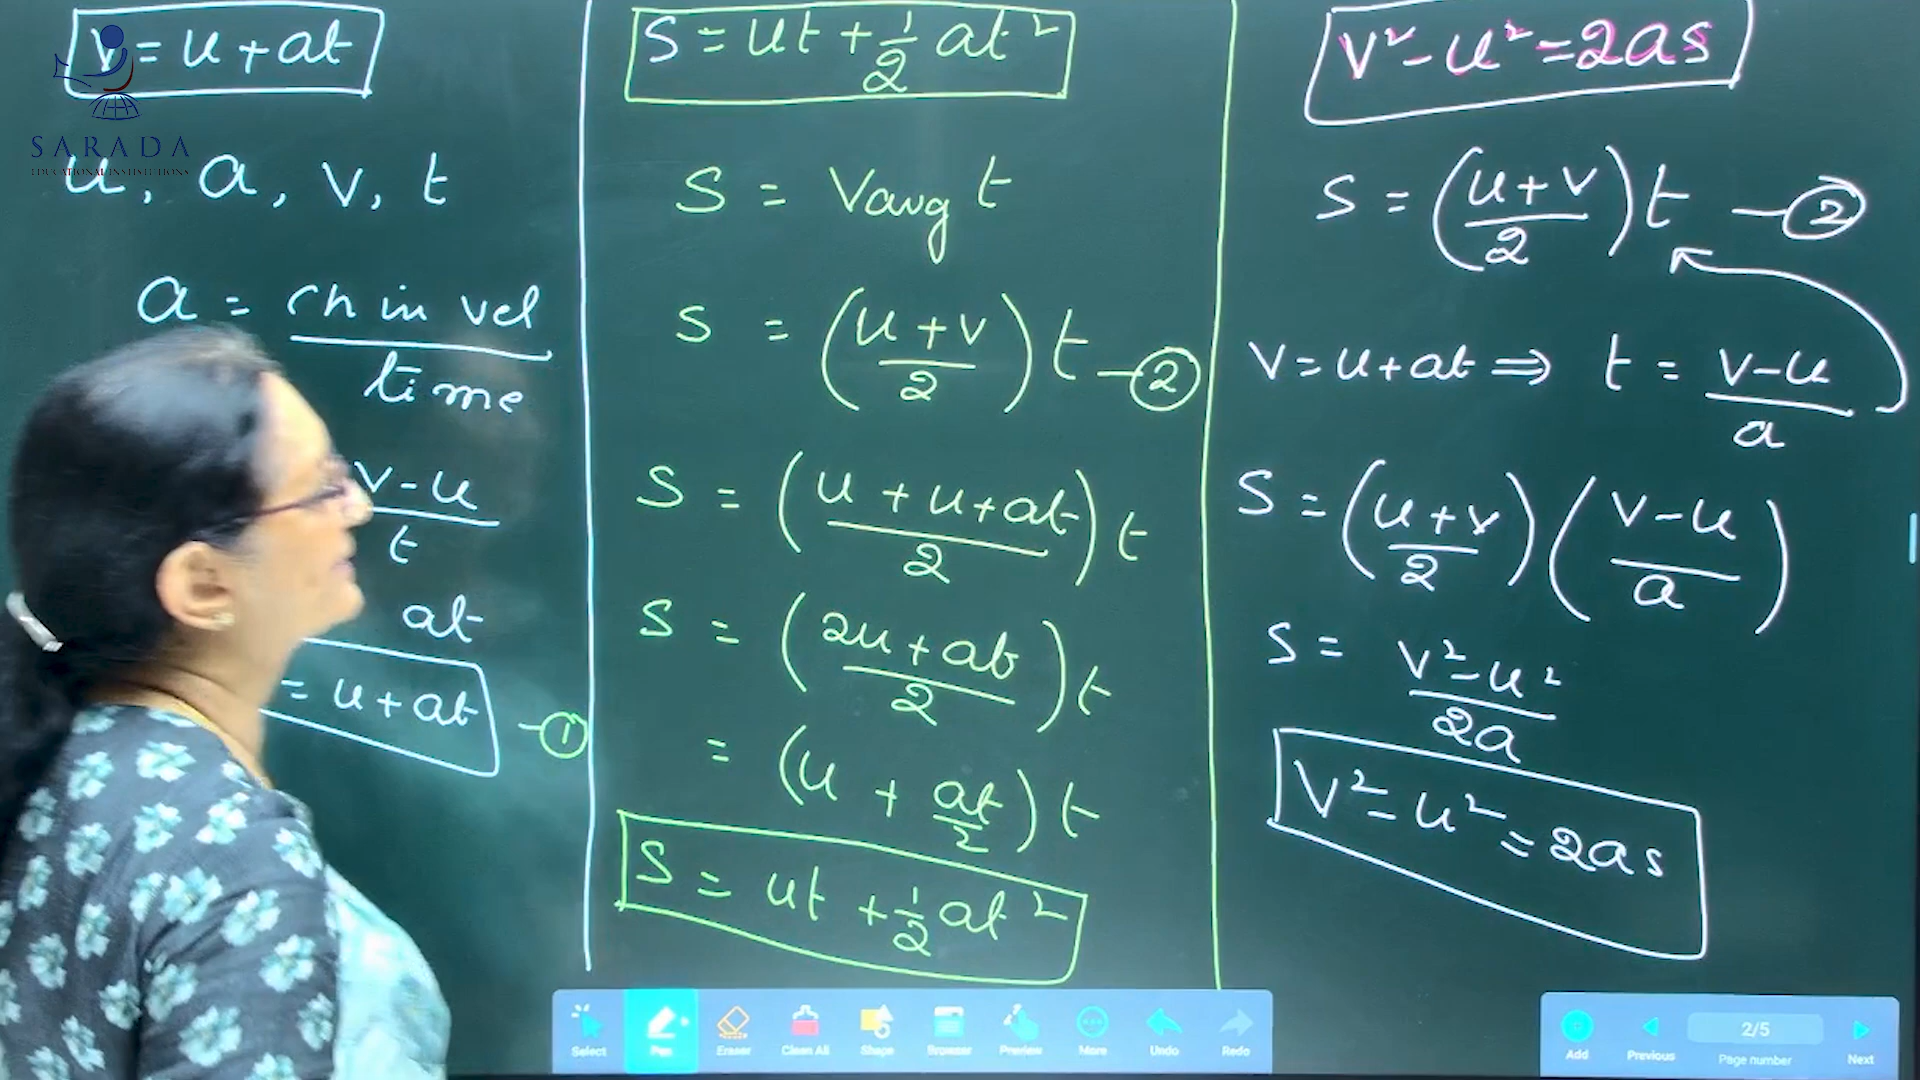 V = u + at
SARADA
EDUCATIONAL INSTITUTIONS
u, a, v, t
a = ch in vel / time
v - u / t
at
= u + at — ①
S = ut + 1/2 at²
S = Vavg t
S = (u + v / 2) t — ②
S = (u + u + at / 2) t
S = (2u + at / 2) t
= (u + at/2) t
S = ut + 1/2 at²
V² - u² = 2as
S = (u + v / 2) t — ②
V = u + at ⇒ t = v - u / a
S = (u + v / 2) (v - u / a)
S = v² - u² / 2a
V² - u² = 2as
Select Pen Eraser Clean All Shape Browser Preview More Undo Redo
Add Previous 2/5 Page number Next